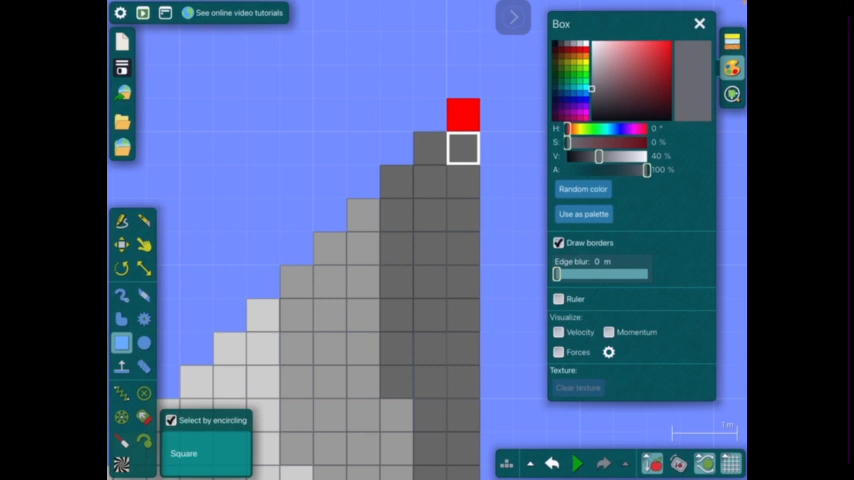 See online video tutorials
Box
H:
0 °
S:
0 %
V:
40 %
A:
100 %
Random color
Use as palette
Draw borders
Edge blur: 0 m
Ruler
Visualize:
Velocity
Momentum
Forces
Texture:
Clear texture
Select by encircling
Square
1 m